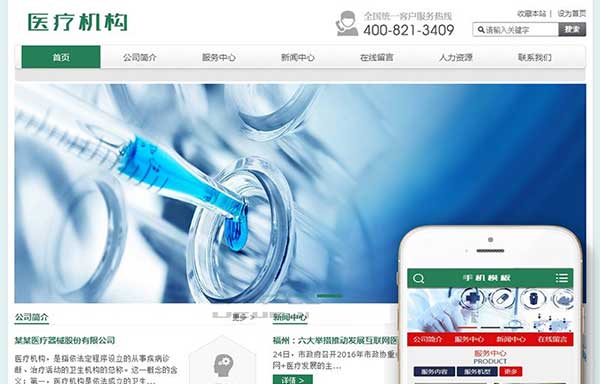 医疗机构
全国统一客户服务热线
400-821-3409
收藏本站 | 设为首页
请输入关键字
搜索
首页
公司简介
服务中心
新闻中心
在线留言
人力资源
联系我们
公司简介
更多 >
新闻中心
某某医疗器械股份有限公司
医疗机构,是指依法定程序设立的从事疾病诊
断、治疗活动的卫生机构的总称。这一概念的含
义:第一,医疗机构是依法成立的卫生...
福州:六大举措推动发展互联网医
24日,市政府召开2016年市政协重点
网+医疗发展的主...
详情 >
手机模板
公司简介
服务中心
新闻中心
在线留言
服务中心
PRODUCT
服务内容
服务机型
更多